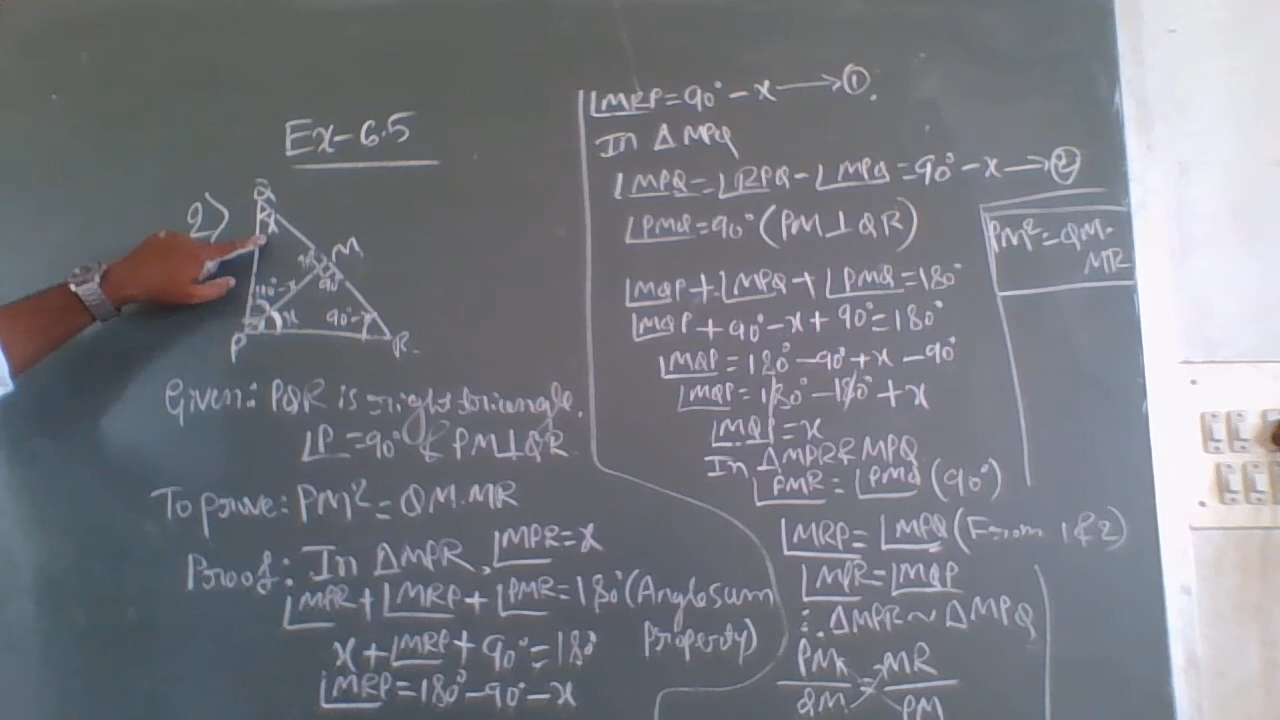 Ex-6.5
2>
Q
x
M
90°
90°-x
x
90°-x
P
R
Given: PQR is right triangle.
∠P = 90° & PM⊥QR
To prove: PM² = QM.MR
Proof: In ΔMPR, ∠MPR = x
∠MPR + ∠MRP + ∠PMR = 180° (Angle sum property)
x + ∠MRP + 90° = 180°
∠MRP = 180° - 90° - x
∠MRP = 90° - x → ①.
In ΔMPQ
∠MPQ = ∠RPQ - ∠MPQ = 90° - x → ②
∠PMQ = 90° (PM⊥QR)
∠MQP + ∠MPQ + ∠PMQ = 180°
∠MQP + 90° - x + 90° = 180°
∠MQP = 180° - 90° + x - 90°
∠MQP = 180° - 180° + x
∠MQP = x
In ΔMPR & MPQ
∠PMR = ∠PMQ (90°)
∠MRP = ∠MPQ (From 1 & 2)
∠MPR = ∠MQP
∴ ΔMPR ~ ΔMPQ
PM/QM = MR/PM
PM² = QM.
MR